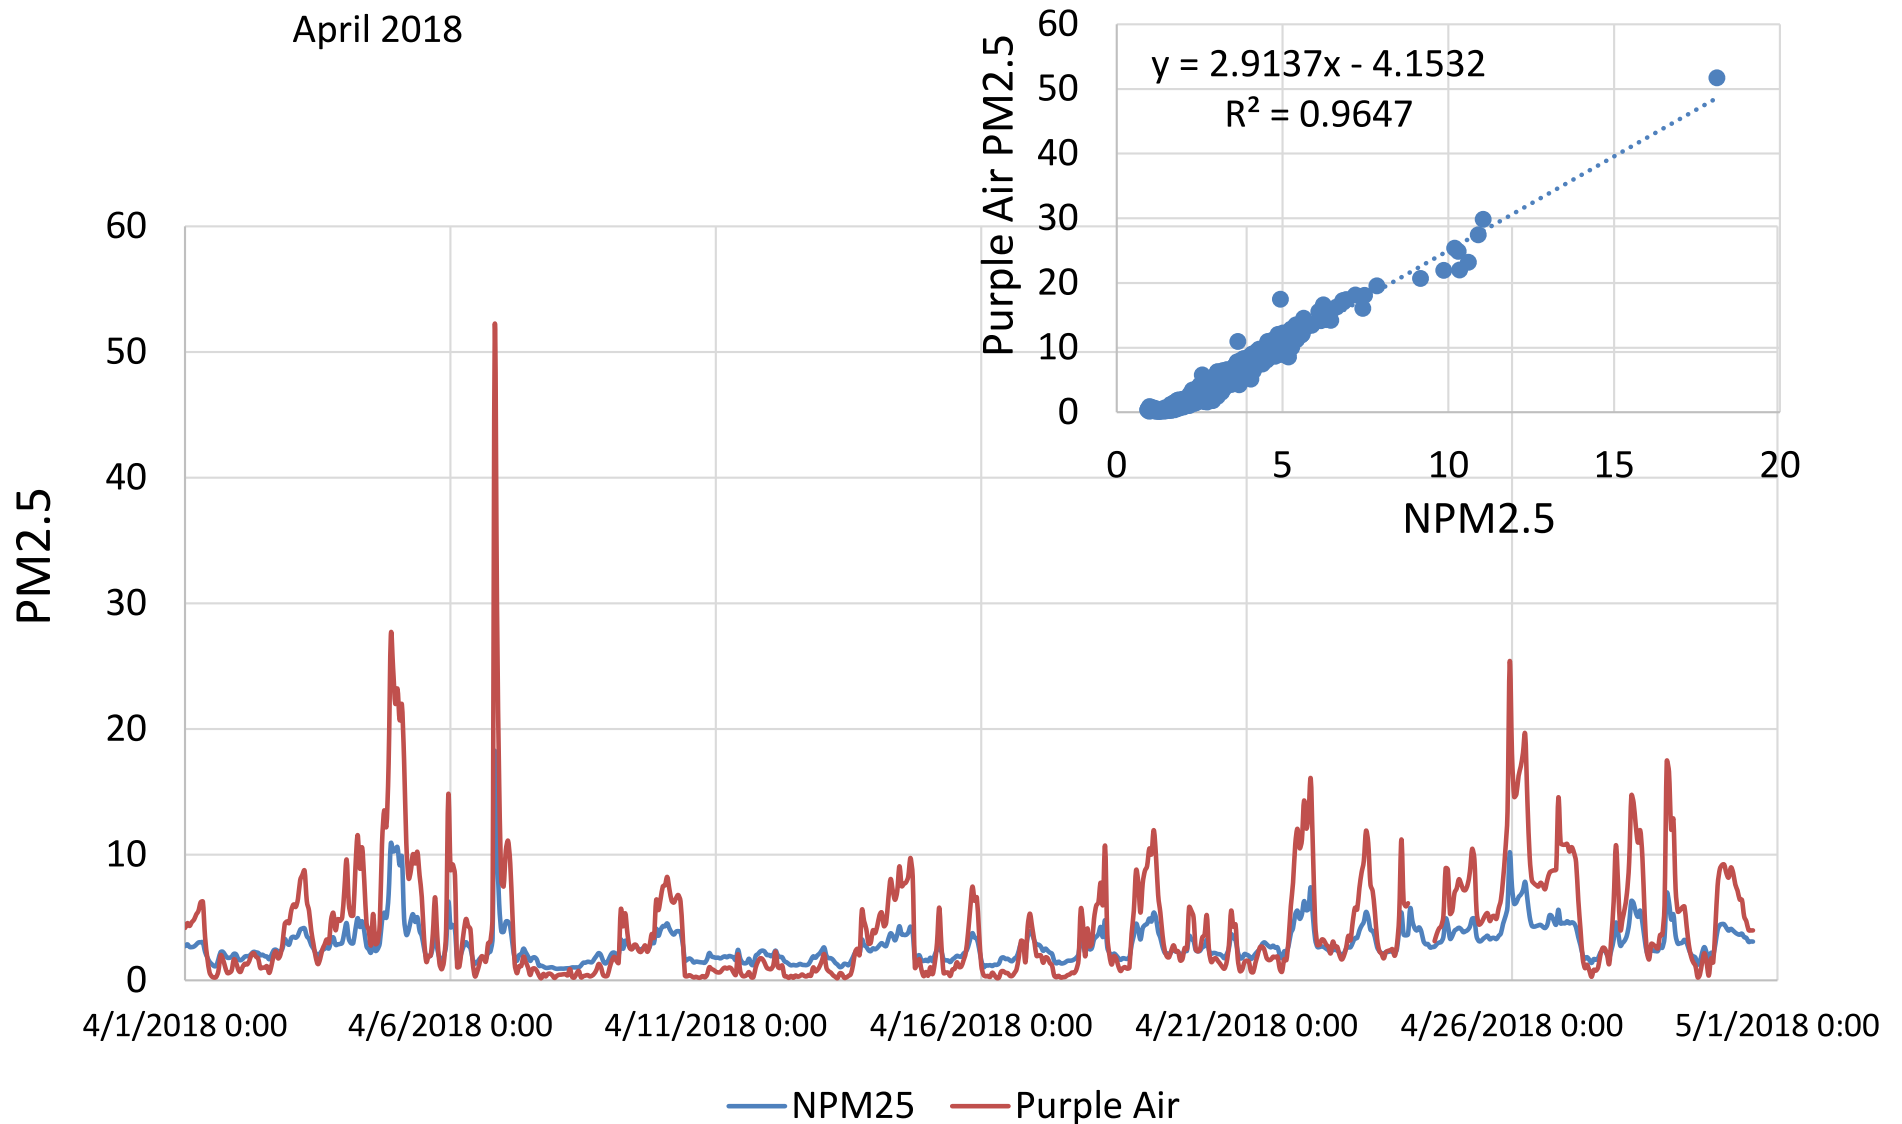 April 2018
60
50
40
30
20
10
0
Purple Air PM2.5
y = 2.9137x - 4.1532
R² = 0.9647
0 5 10 15 20
NPM2.5
60
50
40
30
20
10
0
PM2.5
4/1/2018 0:00 4/6/2018 0:00 4/11/2018 0:00 4/16/2018 0:00 4/21/2018 0:00 4/26/2018 0:00 5/1/2018 0:00
NPM25 Purple Air